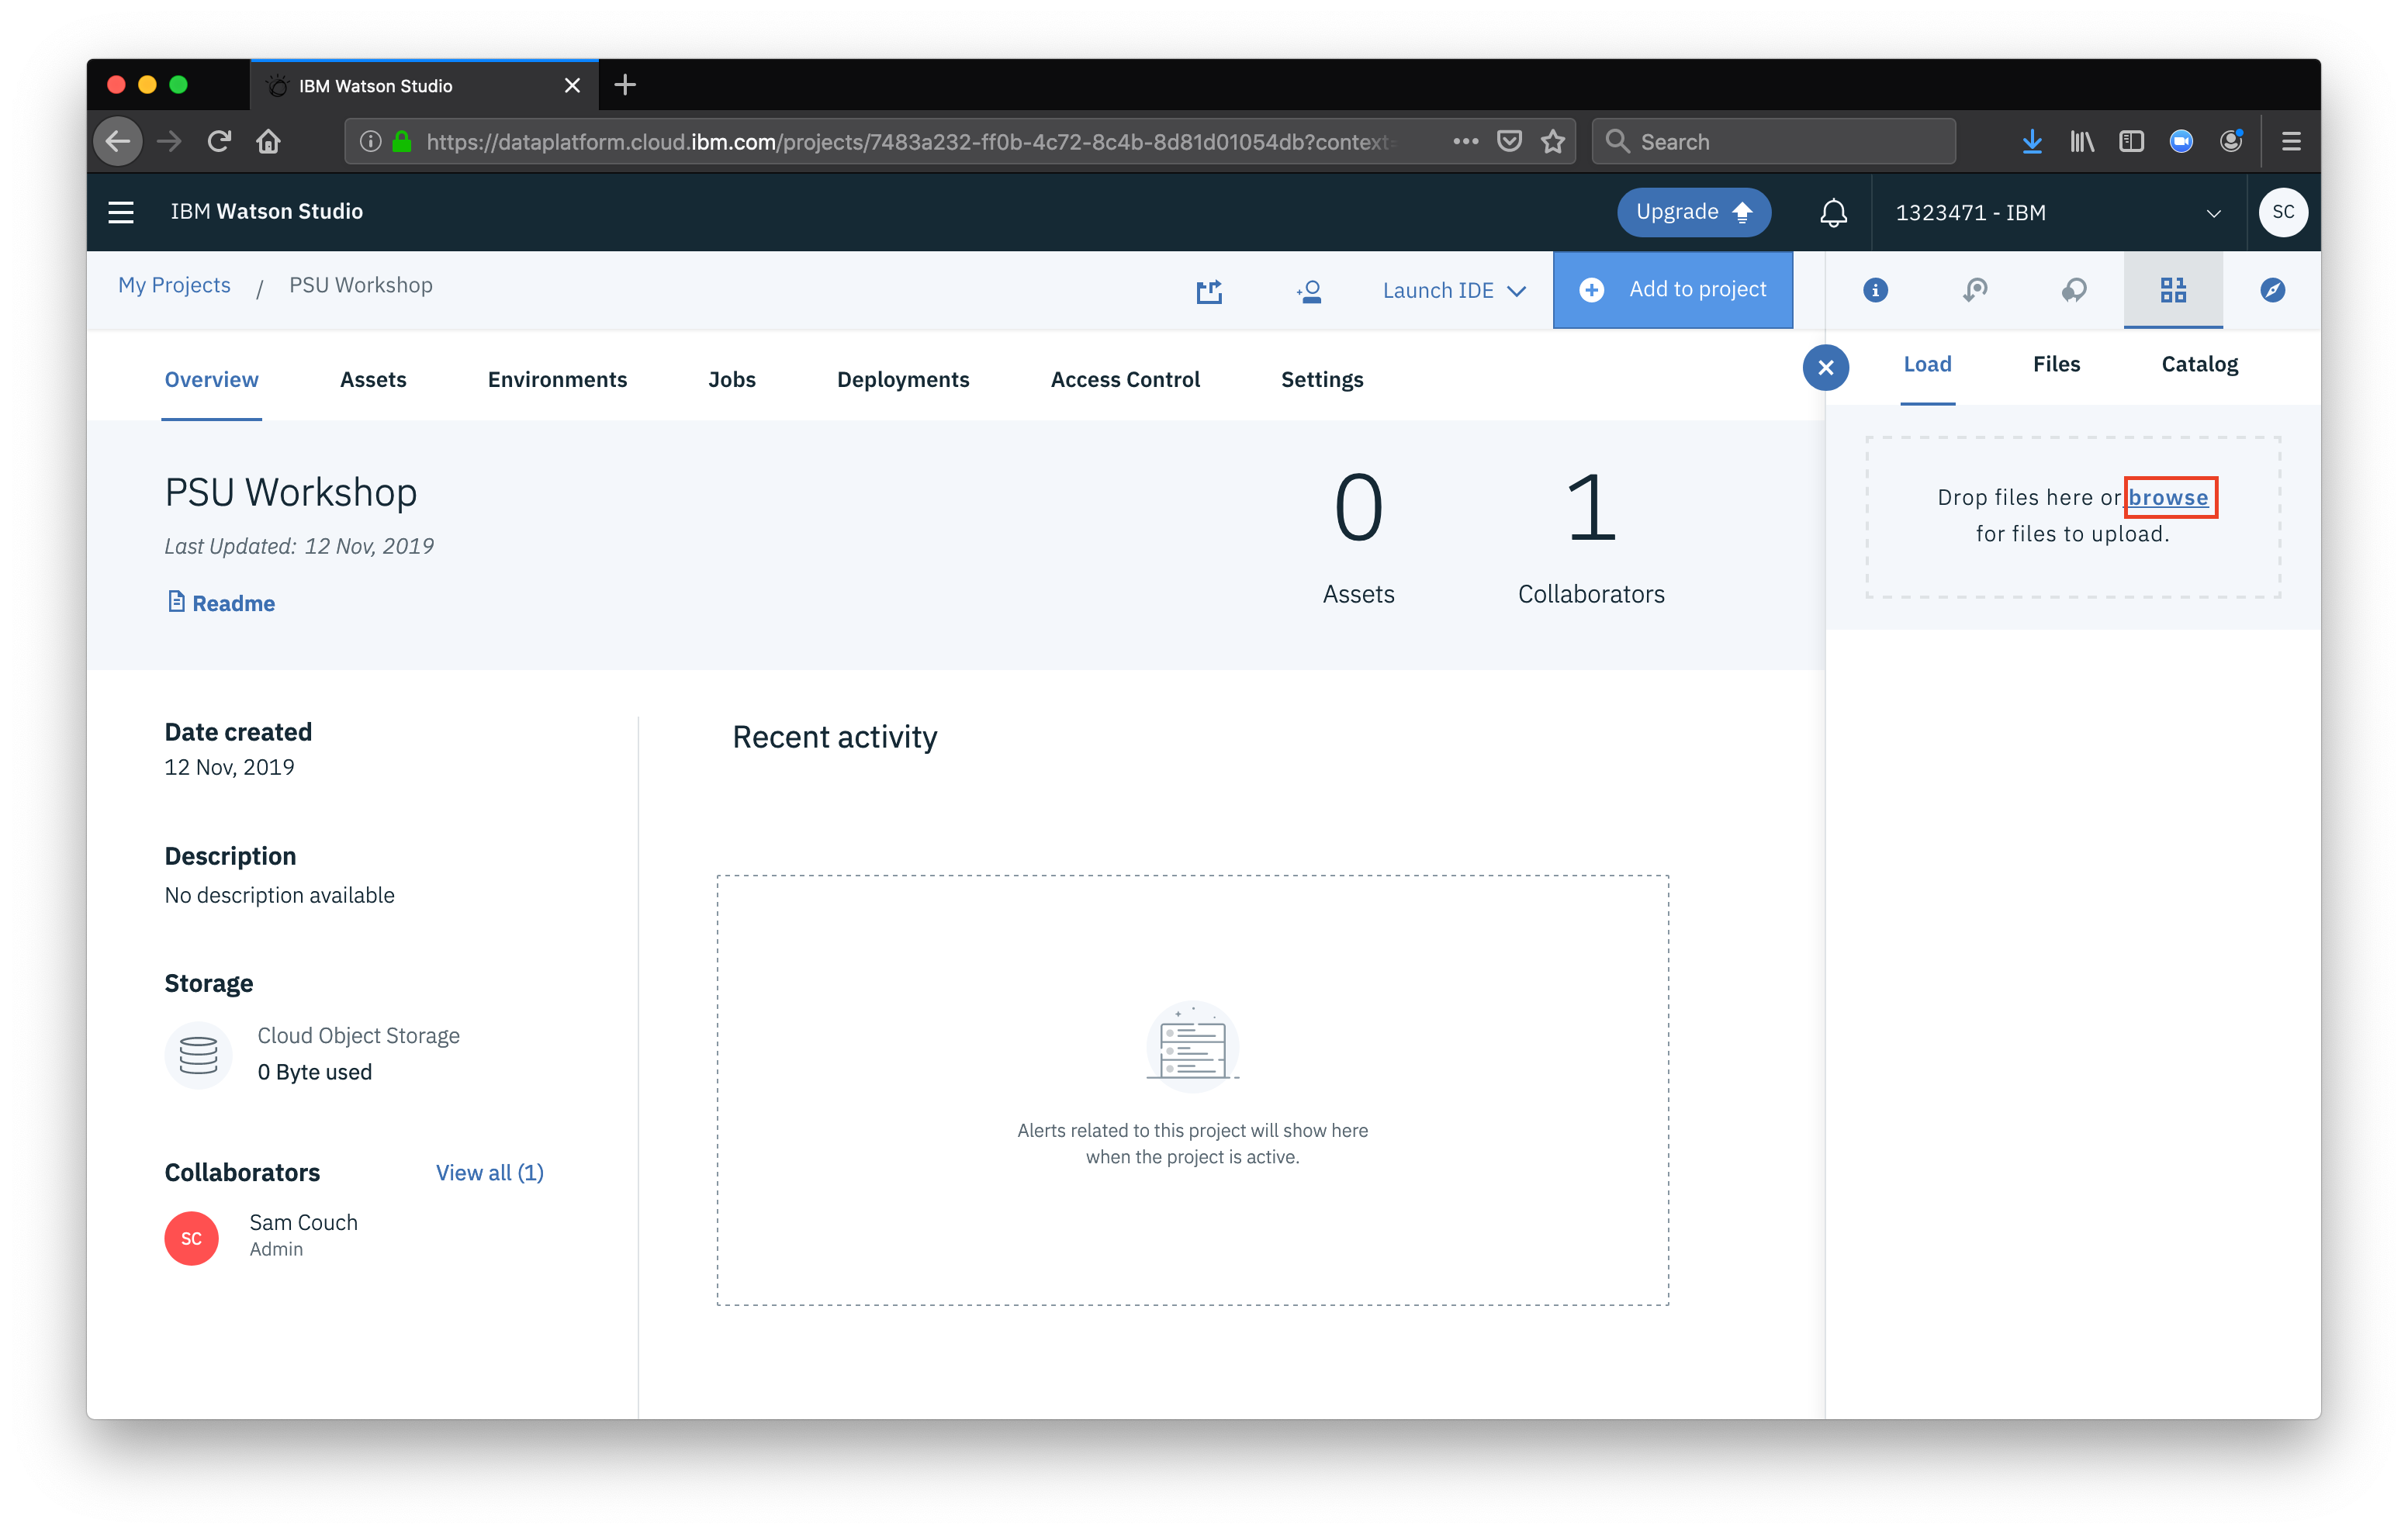 IBM Watson Studio
https://dataplatform.cloud.ibm.com/projects/7483a232-ff0b-4c72-8c4b-8d81d01054db?context=
Search
IBM Watson Studio
Upgrade
1323471 - IBM
SC
My Projects / PSU Workshop
Launch IDE
Add to project
Overview
Assets
Environments
Jobs
Deployments
Access Control
Settings
Load
Files
Catalog
Drop files here or browse
for files to upload.
PSU Workshop
Last Updated: 12 Nov, 2019
Readme
0
Assets
1
Collaborators
Date created
12 Nov, 2019
Description
No description available
Storage
Cloud Object Storage
0 Byte used
Collaborators
View all (1)
SC
Sam Couch
Admin
Recent activity
Alerts related to this project will show here
when the project is active.